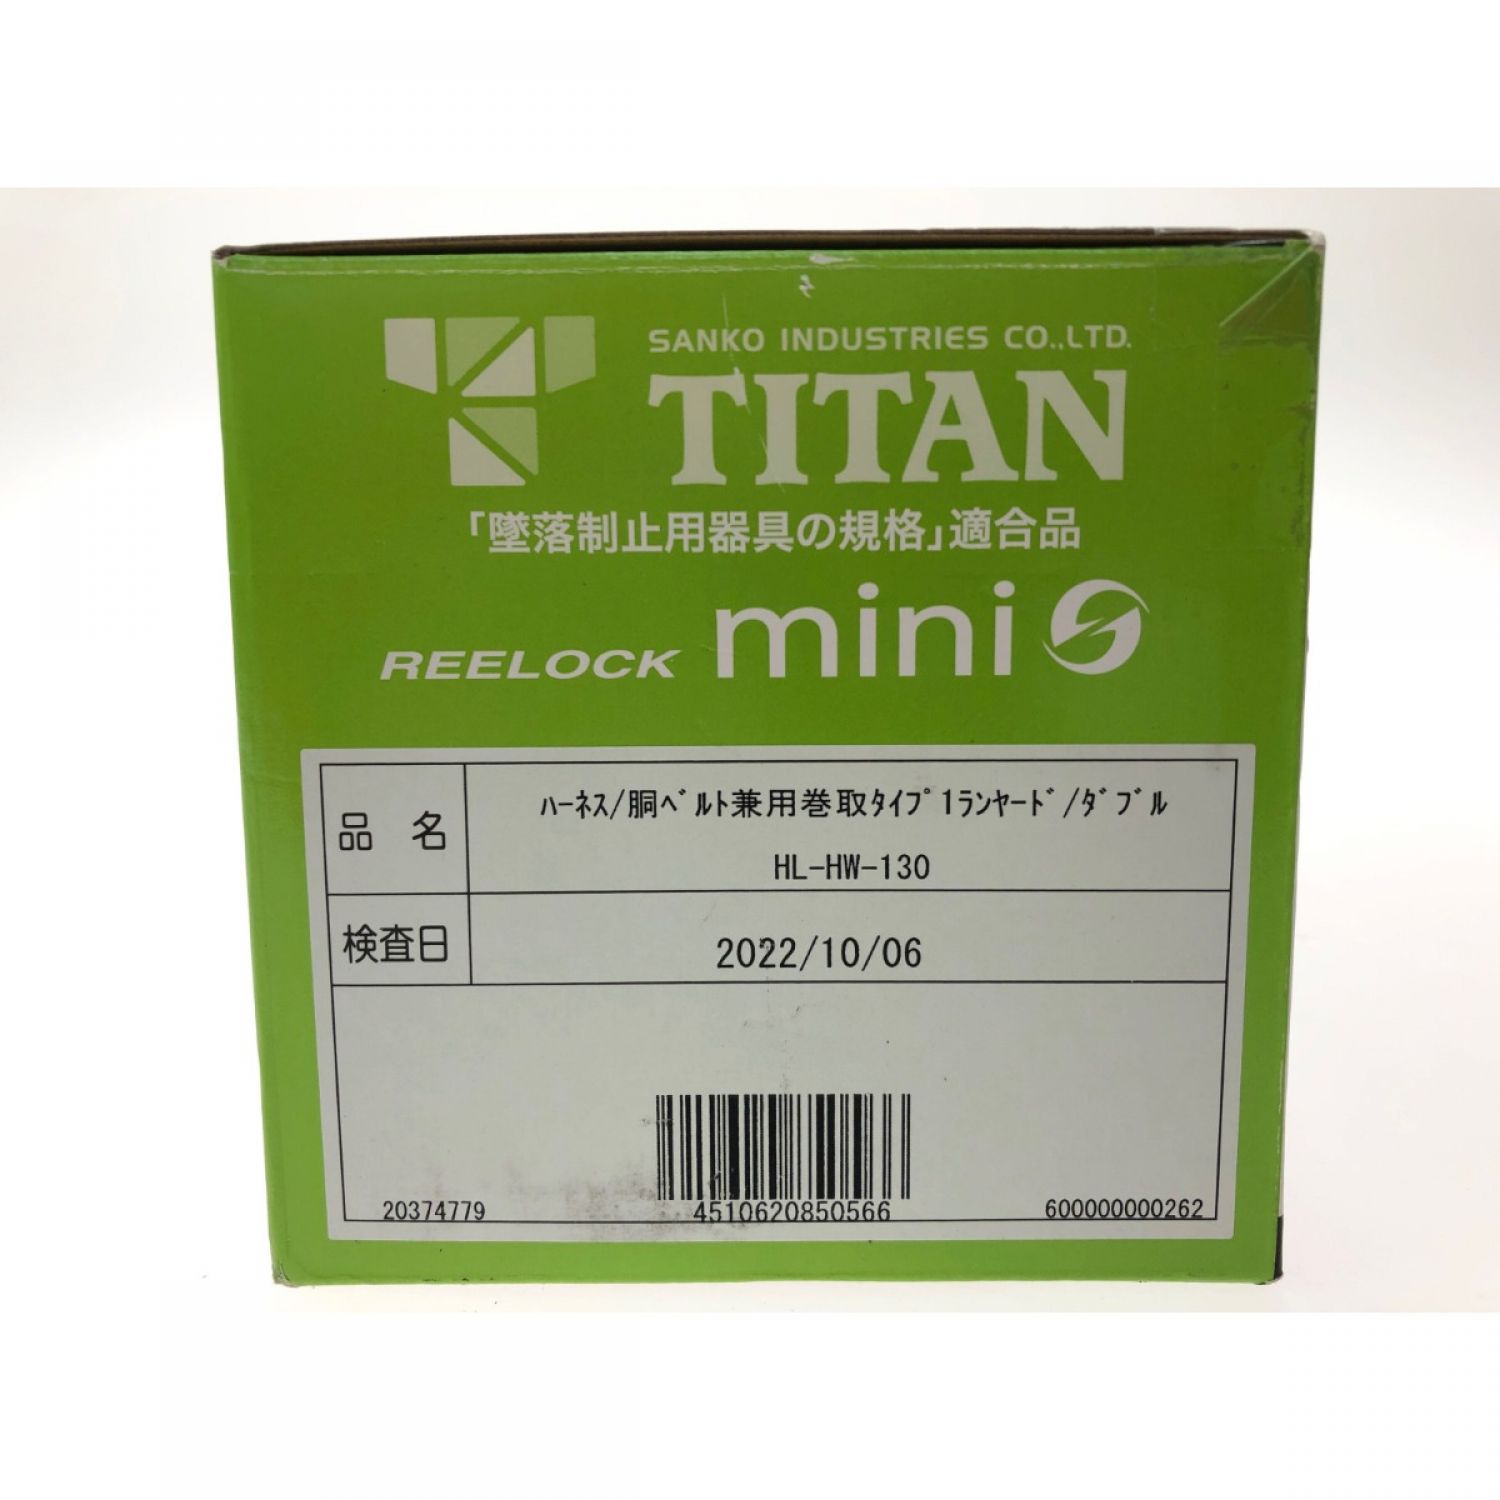 SANKO INDUSTRIES CO.,LTD.
TITAN
「墜落制止用器具の規格」適合品
REELOCK mini S
品 名
ﾊｰﾈｽ/胴ﾍﾞﾙﾄ兼用巻取ﾀｲﾌﾟ1ﾗﾝﾔｰﾄﾞ/ﾀﾞﾌﾞﾙ
HL-HW-130
検査日
2022/10/06
20374779
4510620850566
600000000262